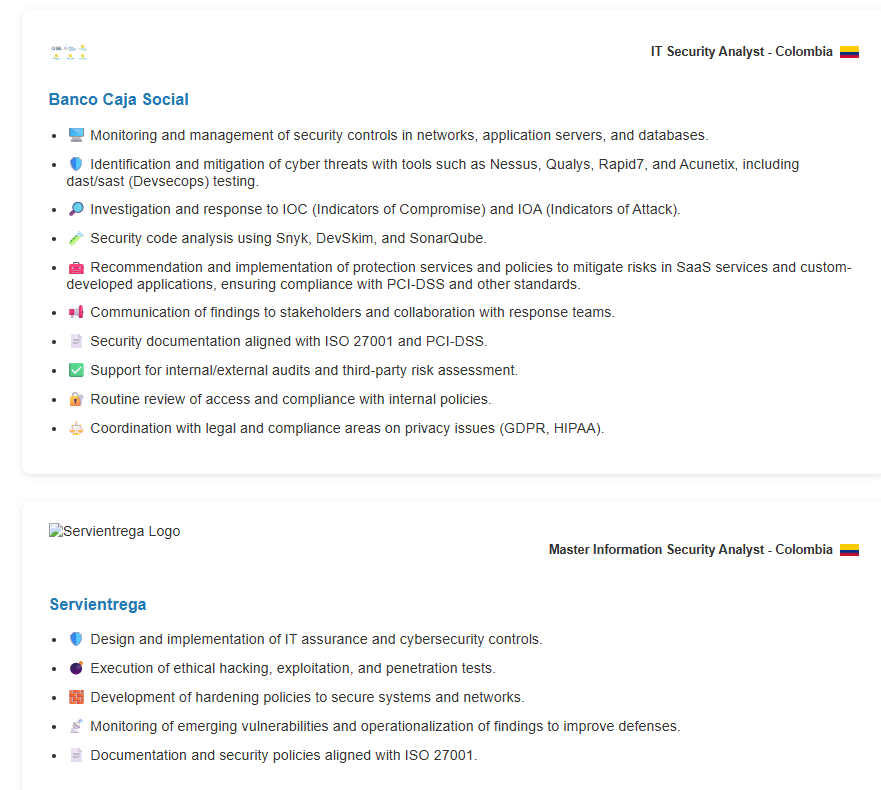 IT Security Analyst - Colombia
Banco Caja Social
Monitoring and management of security controls in networks, application servers, and databases.
Identification and mitigation of cyber threats with tools such as Nessus, Qualys, Rapid7, and Acunetix, including
dast/sast (Devsecops) testing.
Investigation and response to IOC (Indicators of Compromise) and IOA (Indicators of Attack).
Security code analysis using Snyk, DevSkim, and SonarQube.
Recommendation and implementation of protection services and policies to mitigate risks in SaaS services and custom-
developed applications, ensuring compliance with PCI-DSS and other standards.
Communication of findings to stakeholders and collaboration with response teams.
Security documentation aligned with ISO 27001 and PCI-DSS.
Support for internal/external audits and third-party risk assessment.
Routine review of access and compliance with internal policies.
Coordination with legal and compliance areas on privacy issues (GDPR, HIPAA).
Servientrega Logo
Master Information Security Analyst - Colombia
Servientrega
Design and implementation of IT assurance and cybersecurity controls.
Execution of ethical hacking, exploitation, and penetration tests.
Development of hardening policies to secure systems and networks.
Monitoring of emerging vulnerabilities and operationalization of findings to improve defenses.
Documentation and security policies aligned with ISO 27001.